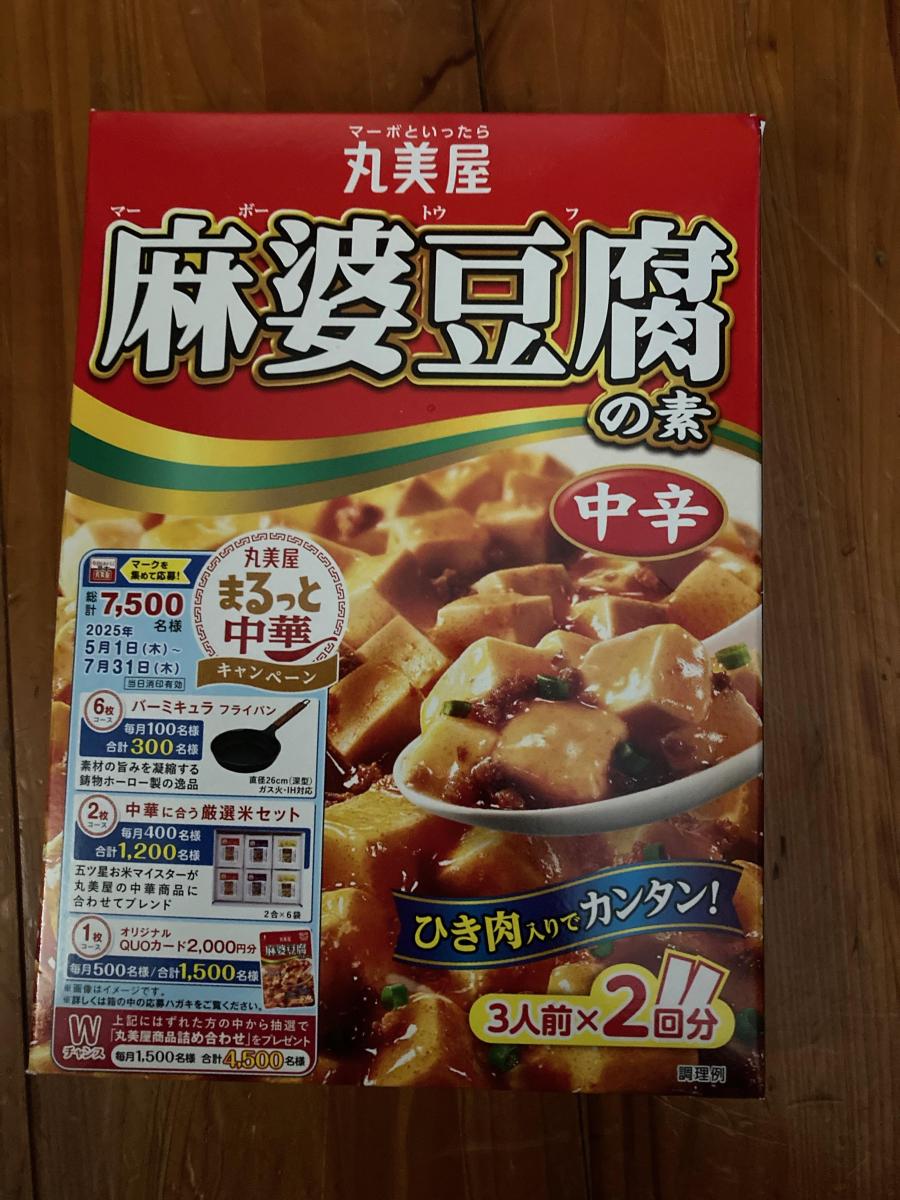 マーボといったら
丸美屋
マー ボー トウ フ
麻婆豆腐
の素
中辛
丸美屋
マークを
集めて応募!
総計7,500名様
2025年
5月1日(木)~
7月31日(木)
当日消印有効
丸美屋
まるっと
中華
キャンペーン
6枚コース
バーミキュラ フライパン
毎月100名様
合計300名様
素材の旨みを凝縮する
鋳物ホーロー製の逸品
直径26cm(深型)
ガス火・IH対応
2枚コース
中華に合う厳選米セット
毎月400名様
合計1,200名様
五ツ星お米マイスターが
丸美屋の中華商品に
合わせてブレンド
2合×6袋
1枚コース
オリジナル
QUOカード2,000円分
毎月500名様/合計1,500名様
丸美屋
麻婆豆腐
※画像はイメージです。
※詳しくは箱の中の応募ハガキをご覧ください。
Wチャンス
上記にはずれた方の中から抽選で
「丸美屋商品詰め合わせ」をプレゼント
毎月1,500名様 合計4,500名様
ひき肉入りでカンタン!
3人前×2回分
調理例